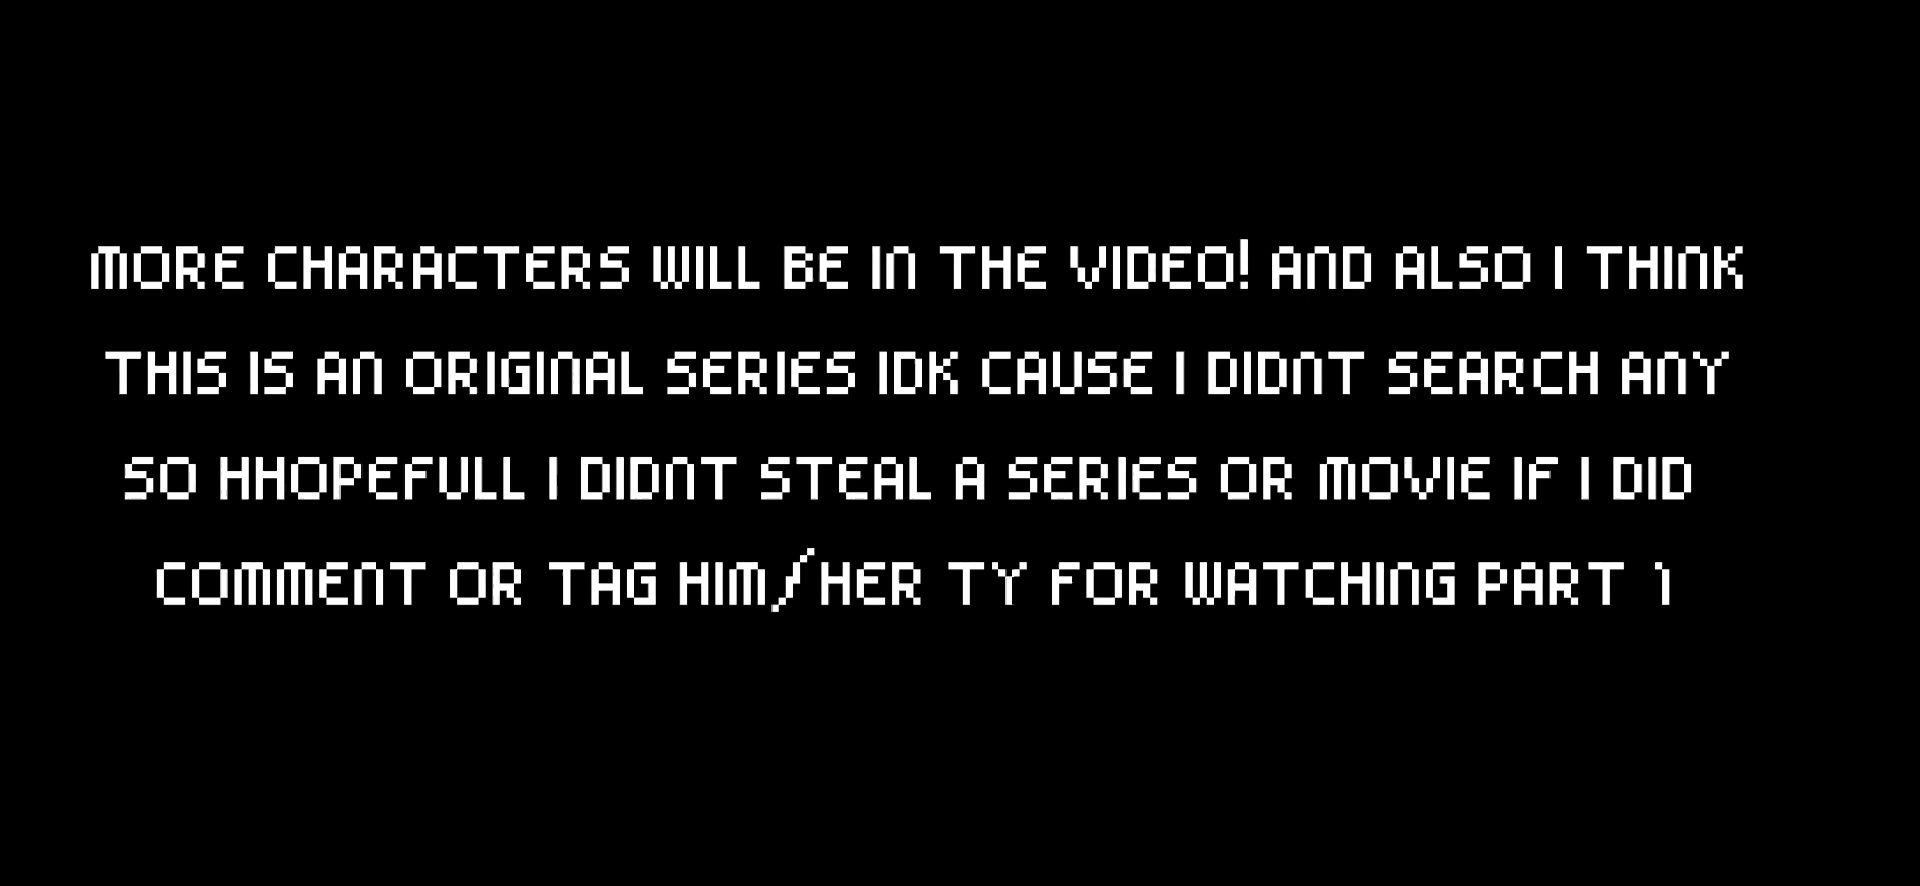 MORE CHARACTERS WILL BE IN THE VIDEO! AND ALSO I THINK
THIS IS AN ORIGINAL SERIES IDK CAUSE I DIDNT SEARCH ANY
SO HHOPEFULL I DIDNT STEAL A SERIES OR MOVIE IF I DID
COMMENT OR TAG HIM/HER TY FOR WATCHING PART 1